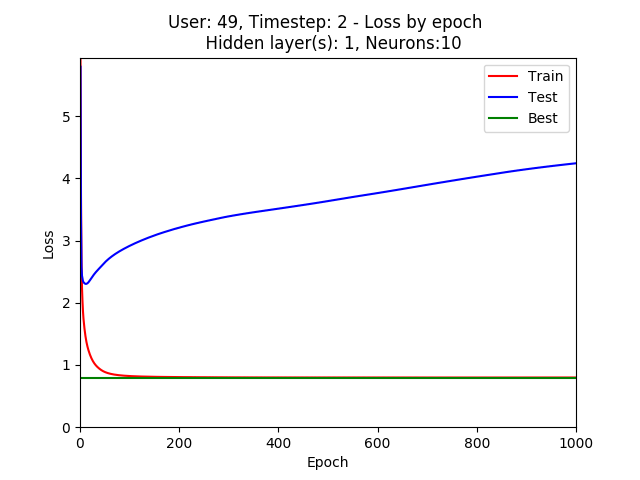 User: 49, Timestep: 2 - Loss by epoch
Hidden layer(s): 1, Neurons:10
Train
Test
Best
Loss
5
4
3
2
1
0
0 200 400 600 800 1000
Epoch